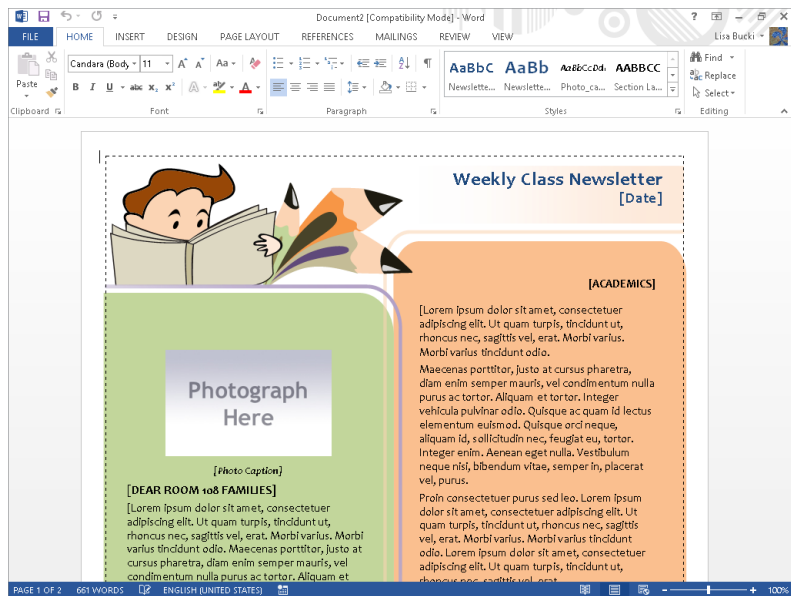 Document2 [Compatibility Mode] - Word
FILE HOME INSERT DESIGN PAGE LAYOUT REFERENCES MAILINGS REVIEW VIEW Lisa Bucki
Candara (Body 11 Aa
Find
Replace
Select
Paste
B I U abc x₂ x² A A
AaBbC AaBb AaBbCcDd AABBCC
Newslette... Newslette... Photo_ca... Section La...
Clipboard Font Paragraph Styles Editing
Weekly Class Newsletter
[Date]
Photograph
Here
[Photo Caption]
[DEAR ROOM 108 FAMILIES]
[Lorem ipsum dolor sit amet, consectetuer
adipiscing elit. Ut quam turpis, tincidunt ut,
rhoncus nec, sagittis vel, erat. Morbi varius. Morbi
varius tincidunt odio. Maecenas porttitor, justo at
cursus pharetra, diam enim semper mauris, vel
condimentum nulla purus ac tortor. Aliquam et
[ACADEMICS]
[Lorem ipsum dolor sit amet, consectetuer
adipiscing elit. Ut quam turpis, tincidunt ut,
rhoncus nec, sagittis vel, erat. Morbi varius.
Morbi varius tincidunt odio.
Maecenas porttitor, justo at cursus pharetra,
diam enim semper mauris, vel condimentum nulla
purus ac tortor. Aliquam et tortor. Integer
vehicula pulvinar odio. Quisque ac quam id lectus
elementum euismod. Quisque orci neque,
aliquam id, sollicitudin nec, feugiat eu, tortor.
Integer enim. Aenean eget nulla. Vestibulum
neque nisi, bibendum vitae, semper in, placerat
vel, purus.
Proin consectetuer purus sed leo. Lorem ipsum
dolor sit amet, consectetuer adipiscing elit. Ut
quam turpis, tincidunt ut, rhoncus nec, sagittis
vel, erat. Morbi varius. Morbi varius tincidunt
odio. Lorem ipsum dolor sit amet, consectetuer
adipiscing elit. Ut quam turpis, tincidunt ut,
rhoncus nec, sagittis vel, erat.
PAGE 1 OF 2 661 WORDS ENGLISH (UNITED STATES) 100%